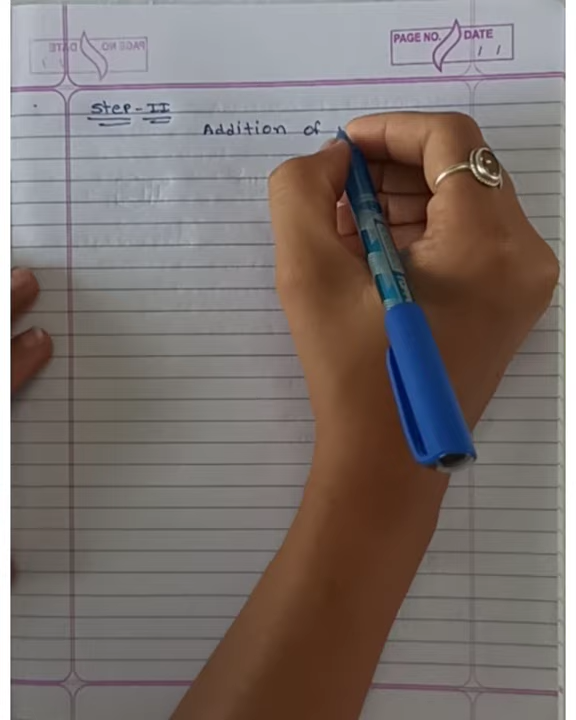 PAGE NO. DATE
/ /
Step-II
Addition of